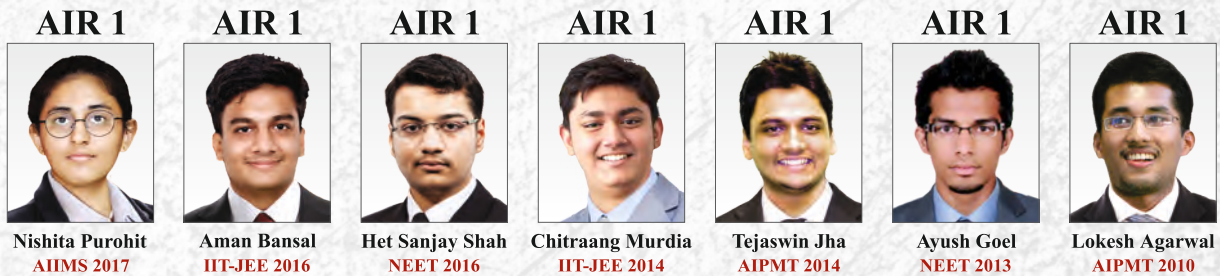 AIR 1
AIR 1
AIR 1
AIR 1
AIR 1
AIR 1
AIR 1
Nishita Purohit
AIIMS 2017
Aman Bansal
IIT-JEE 2016
Het Sanjay Shah
NEET 2016
Chitraang Murdia
IIT-JEE 2014
Tejaswin Jha
AIPMT 2014
Ayush Goel
NEET 2013
Lokesh Agarwal
AIPMT 2010